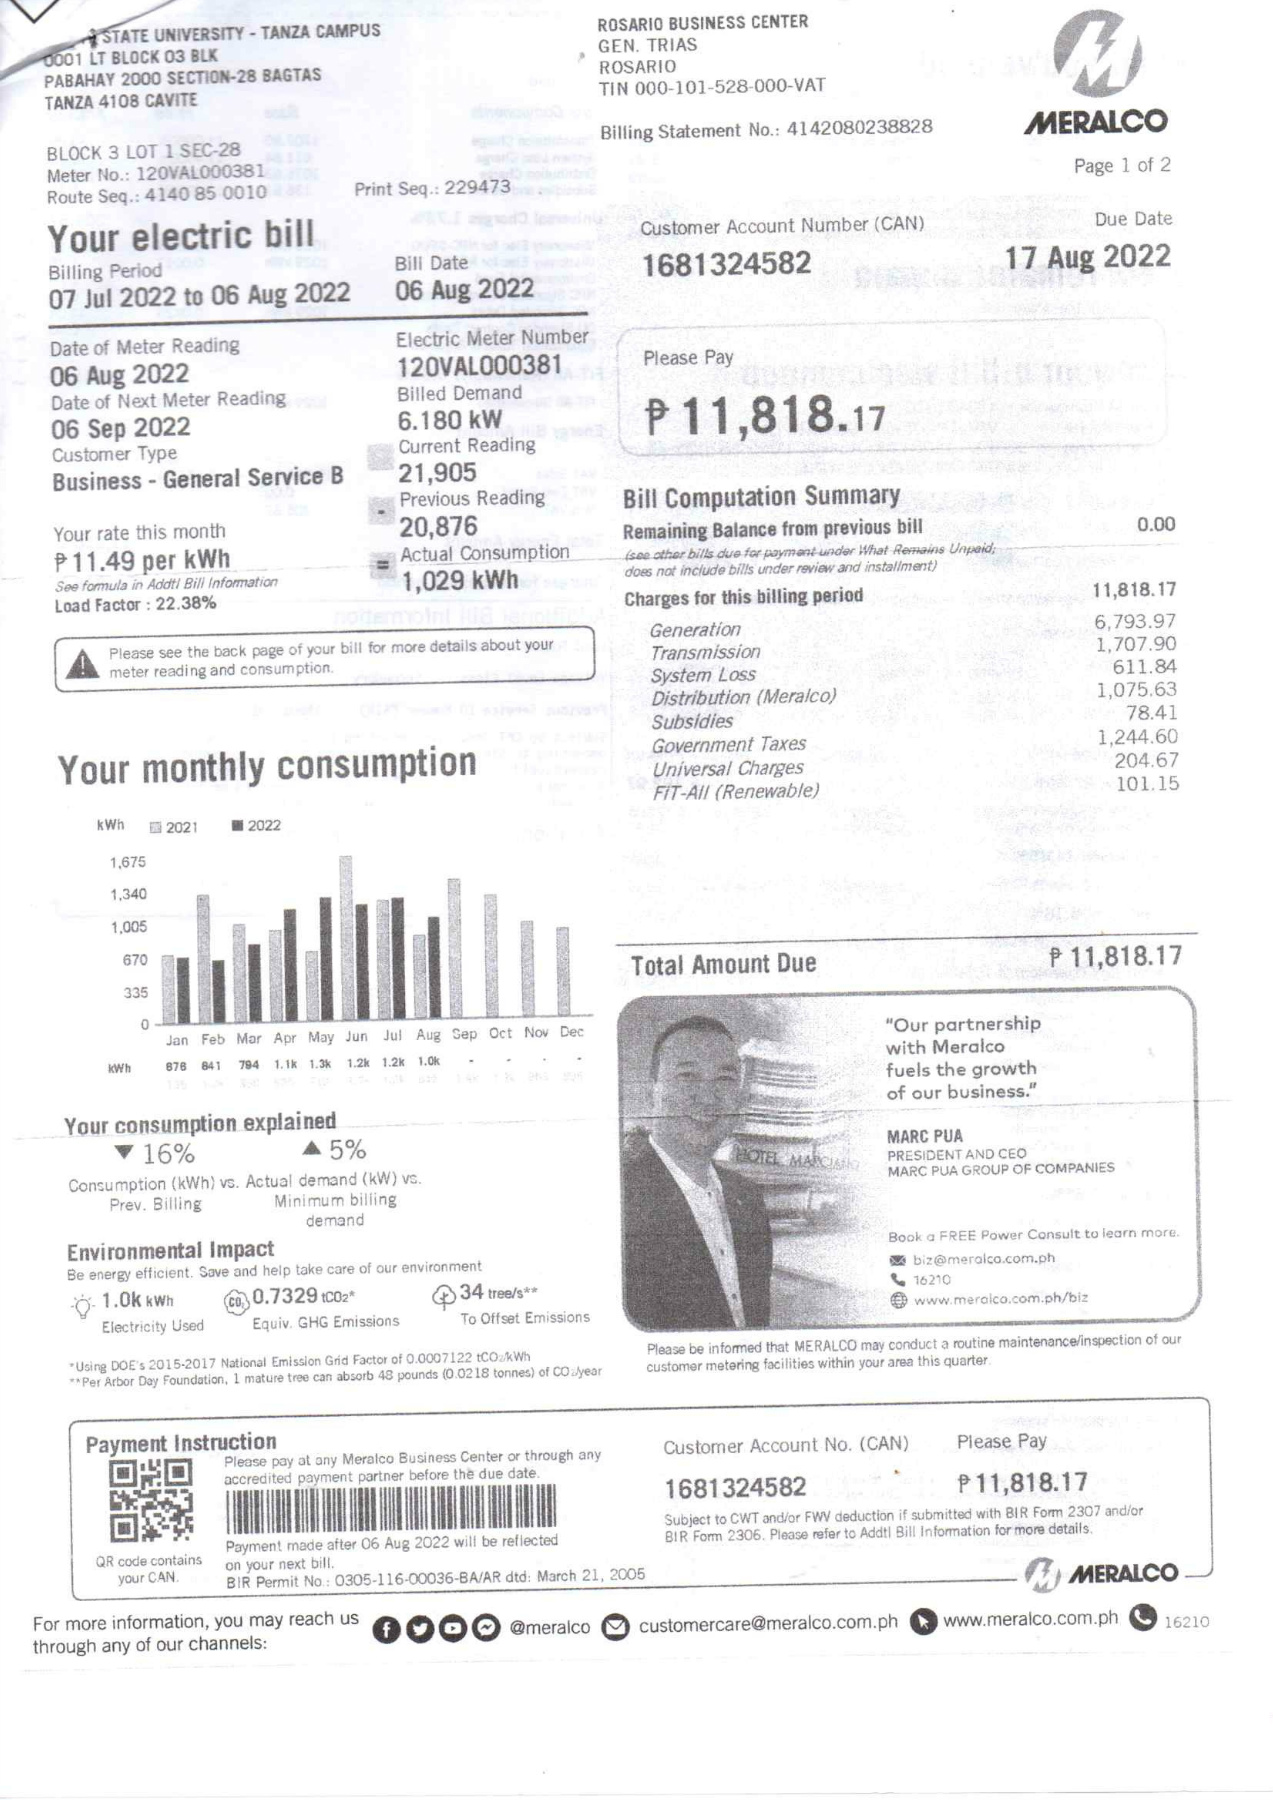 STATE UNIVERSITY - TANZA CAMPUS
0001 LT BLOCK 03 BLK
PABAHAY 2000 SECTION-28 BAGTAS
TANZA 4108 CAVITE
BLOCK 3 LOT 1 SEC-28
Meter No.: 120VAL000381
Route Seq.: 4140 85 0010
Print Seq.: 229473
ROSARIO BUSINESS CENTER
GEN. TRIAS
ROSARIO
TIN 000-101-528-000-VAT
Billing Statement No.: 4142080238828
MERALCO
Page 1 of 2
Your electric bill
Billing Period
07 Jul 2022 to 06 Aug 2022
Bill Date
06 Aug 2022
Customer Account Number (CAN)
1681324582
Due Date
17 Aug 2022
Date of Meter Reading
06 Aug 2022
Date of Next Meter Reading
06 Sep 2022
Customer Type
Business - General Service B
Your rate this month
₱11.49 per kWh
See formula in Addtl Bill Information
Load Factor : 22.38%
Electric Meter Number
120VAL000381
Billed Demand
6.180 kW
Current Reading
21,905
- Previous Reading
20,876
= Actual Consumption
1,029 kWh
Please see the back page of your bill for more details about your
meter reading and consumption.
Please Pay
₱11,818.17
Bill Computation Summary
Remaining Balance from previous bill 0.00
(see other bills due for payment under What Remains Unpaid;
does not include bills under review and installment)
Charges for this billing period 11,818.17
Generation 6,793.97
Transmission 1,707.90
System Loss 611.84
Distribution (Meralco) 1,075.63
Subsidies 78.41
Government Taxes 1,244.60
Universal Charges 204.67
FIT-All (Renewable) 101.15
Total Amount Due ₱11,818.17
Your monthly consumption
kWh 2021 2022
1,675
1,340
1,005
670
335
0
Jan Feb Mar Apr May Jun Jul Aug Sep Oct Nov Dec
kWh 794 1.1k 1.3k 1.2k 1.2k 1.0k - - - -
Your consumption explained
▼ 16% ▲ 5%
Consumption (kWh) vs.
Prev. Billing
Actual demand (kW) vs.
Minimum billing
demand
Environmental Impact
Be energy efficient. Save and help take care of our environment
1.0k kWh
Electricity Used
CO₂ 0.7329 tCO2*
Equiv. GHG Emissions
34 tree/s**
To Offset Emissions
*Using DOE's 2015-2017 National Emission Grid Factor of 0.0007122 tCO₂/kWh
**Per Arbor Day Foundation, 1 mature tree can absorb 48 pounds (0.0218 tonnes) of CO₂/year
HOTEL MARCIANO
"Our partnership
with Meralco
fuels the growth
of our business."
MARC PUA
PRESIDENT AND CEO
MARC PUA GROUP OF COMPANIES
Book a FREE Power Consult to learn more.
biz@meralco.com.ph
16210
www.meralco.com.ph/biz
Please be informed that MERALCO may conduct a routine maintenance/inspection of our
customer metering facilities within your area this quarter.
Payment Instruction
Please pay at any Meralco Business Center or through any
accredited payment partner before the due date.
Payment made after 06 Aug 2022 will be reflected
on your next bill.
BIR Permit No.: 0305-116-00036-BA/AR dtd: March 21, 2005
QR code contains
your CAN.
Customer Account No. (CAN)
1681324582
Please Pay
₱11,818.17
Subject to CWT and/or FWV deduction if submitted with BIR Form 2307 and/or
BIR Form 2306. Please refer to Addtl Bill Information for more details.
MERALCO
For more information, you may reach us
through any of our channels:
@meralco
customercare@meralco.com.ph
www.meralco.com.ph
16210